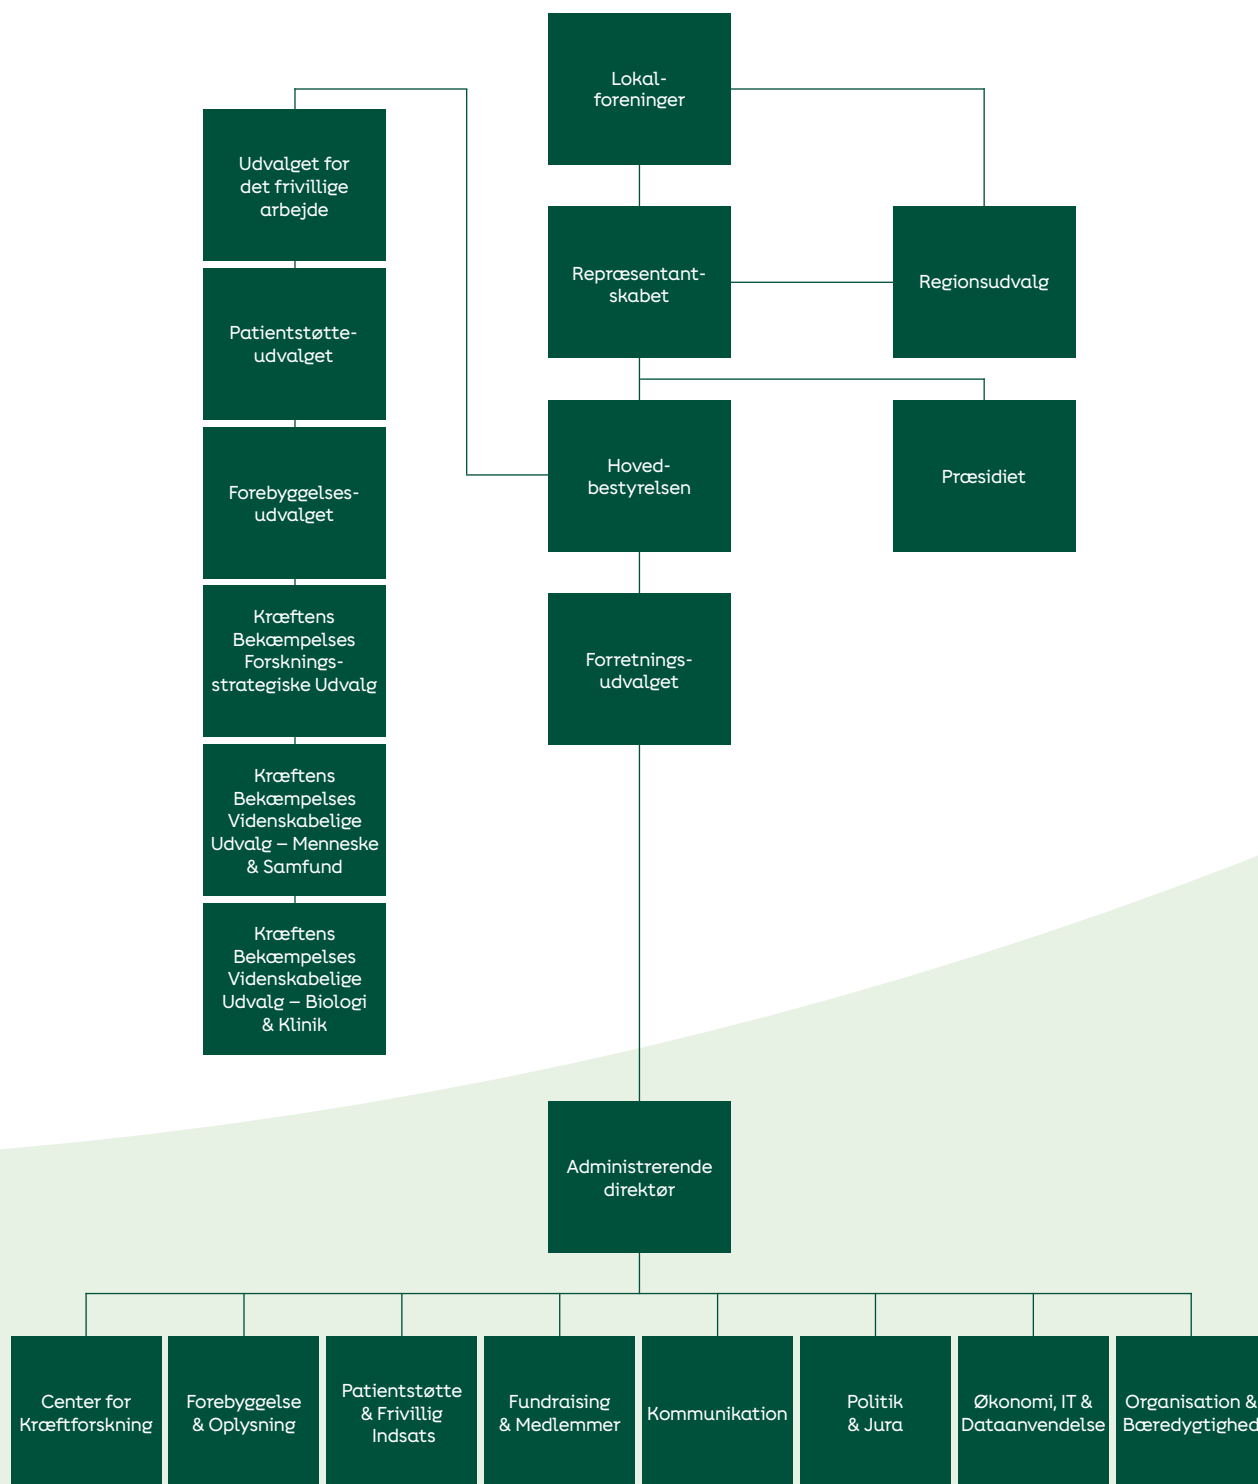 Lokal-
foreninger
Udvalget for
det frivillige
arbejde
Patientstøtte-
udvalget
Forebyggelses-
udvalget
Kræftens
Bekæmpelses
Forsknings-
strategiske Udvalg
Kræftens
Bekæmpelses
Videnskabelige
Udvalg – Menneske
& Samfund
Kræftens
Bekæmpelses
Videnskabelige
Udvalg – Biologi
& Klinik
Repræsentant-
skabet
Regionsudvalg
Hoved-
bestyrelsen
Præsidiet
Forretnings-
udvalget
Administrerende
direktør
Center for
Kræftforskning
Forebyggelse
& Oplysning
Patientstøtte
& Frivillig
Indsats
Fundraising
& Medlemmer
Kommunikation
Politik
& Jura
Økonomi, IT &
Dataanvendelse
Organisation &
Bæredygtighed